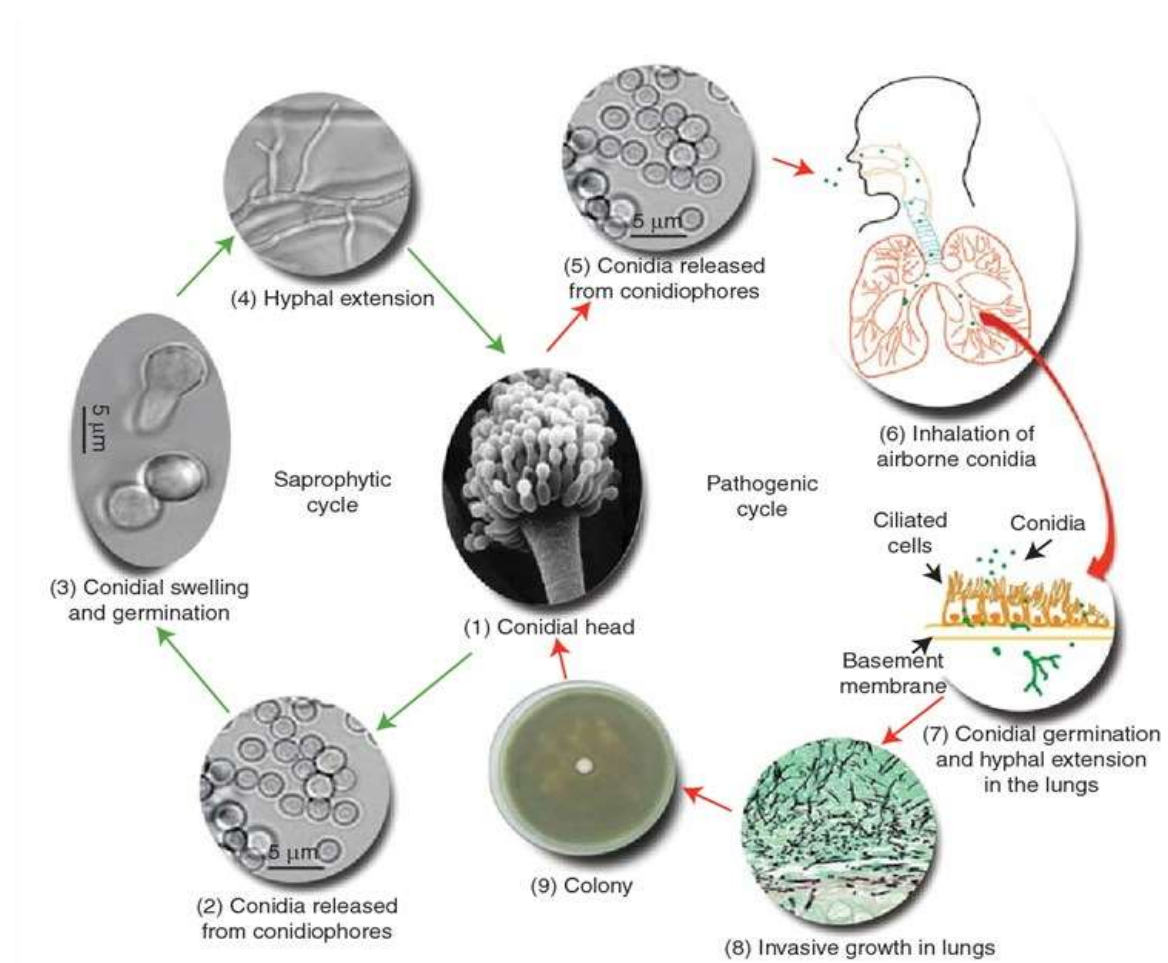 5 μm
(5) Conidia released
from conidiophores
(4) Hyphal extension
(6) Inhalation of
airborne conidia
5 μm
Saprophytic
cycle
Pathogenic
cycle
Ciliated
cells
Conidia
(3) Conidial swelling
and germination
(1) Conidial head
Basement
membrane
(7) Conidial germination
and hyphal extension
in the lungs
5 μm
(9) Colony
(2) Conidia released
from conidiophores
(8) Invasive growth in lungs